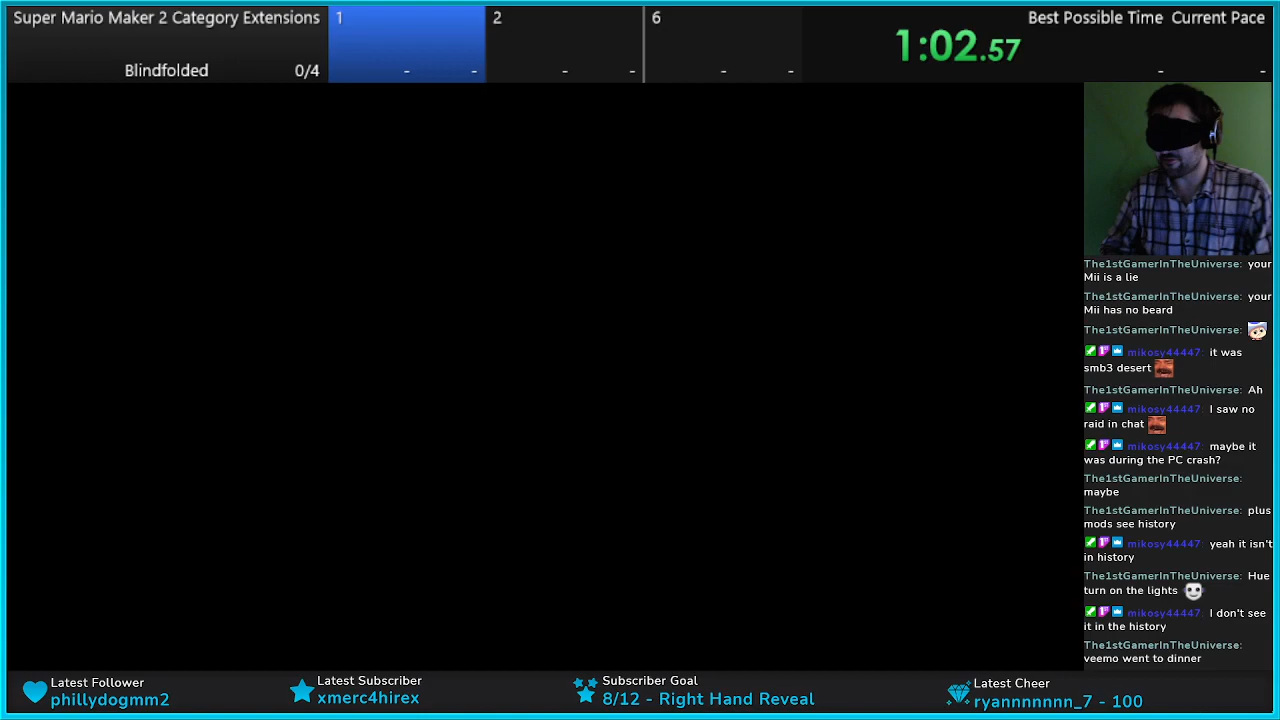 Super Mario Maker 2 Category Extensions
Blindfolded 0/4
1
- -
2
- -
6
- -
1:02.57
Best Possible Time Current Pace
- -
The1stGamerInTheUniverse: your
Mii is a lie
The1stGamerInTheUniverse: your
Mii has no beard
The1stGamerInTheUniverse:
mikosy44447: it was
smb3 desert
The1stGamerInTheUniverse: Ah
mikosy44447: I saw no
raid in chat
mikosy44447: maybe it
was during the PC crash?
The1stGamerInTheUniverse:
maybe
The1stGamerInTheUniverse: plus
mods see history
mikosy44447: yeah it isn't
in history
The1stGamerInTheUniverse: Hue
turn on the lights
mikosy44447: I don't see
it in the history
The1stGamerInTheUniverse:
veemo went to dinner
Latest Follower
phillydogmm2
Latest Subscriber
xmerc4hirex
Subscriber Goal
8/12 - Right Hand Reveal
Latest Cheer
ryannnnnnn_7 - 100